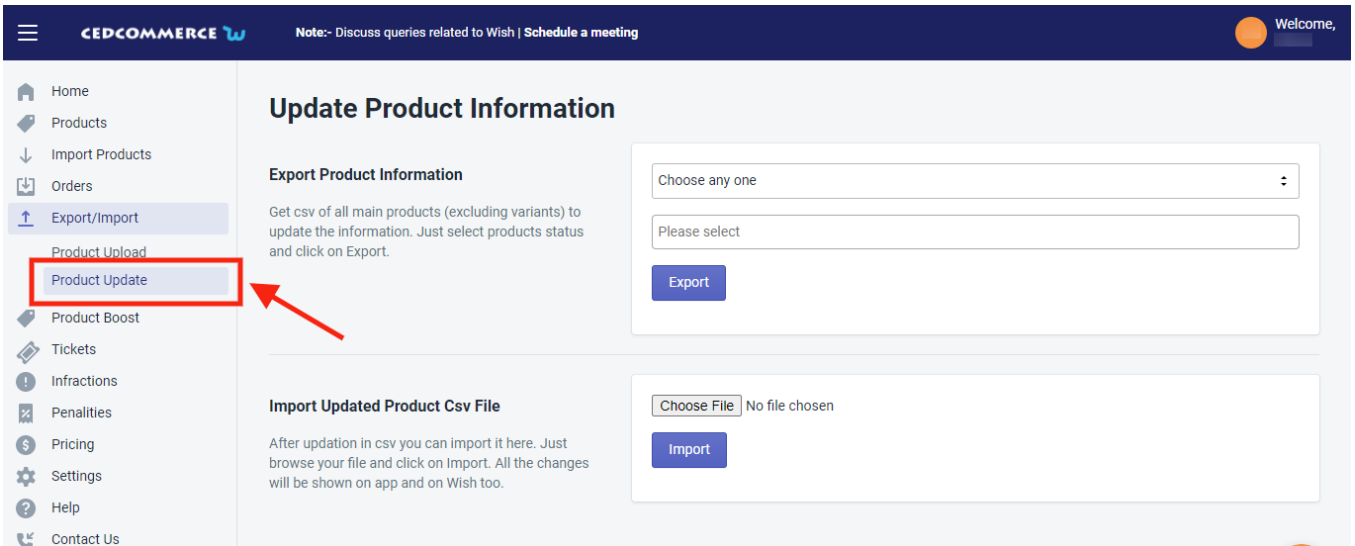 CEDCOMMERCE
Note:- Discuss queries related to Wish | Schedule a meeting
Welcome,
Home
Products
Import Products
Orders
Export/Import
Product Upload
Product Update
Product Boost
Tickets
Infractions
Penalities
Pricing
Settings
Help
Contact Us
Update Product Information
Export Product Information
Get csv of all main products (excluding variants) to
update the information. Just select products status
and click on Export.
Choose any one
Please select
Export
Import Updated Product Csv File
After updation in csv you can import it here. Just
browse your file and click on Import. All the changes
will be shown on app and on Wish too.
Choose File No file chosen
Import